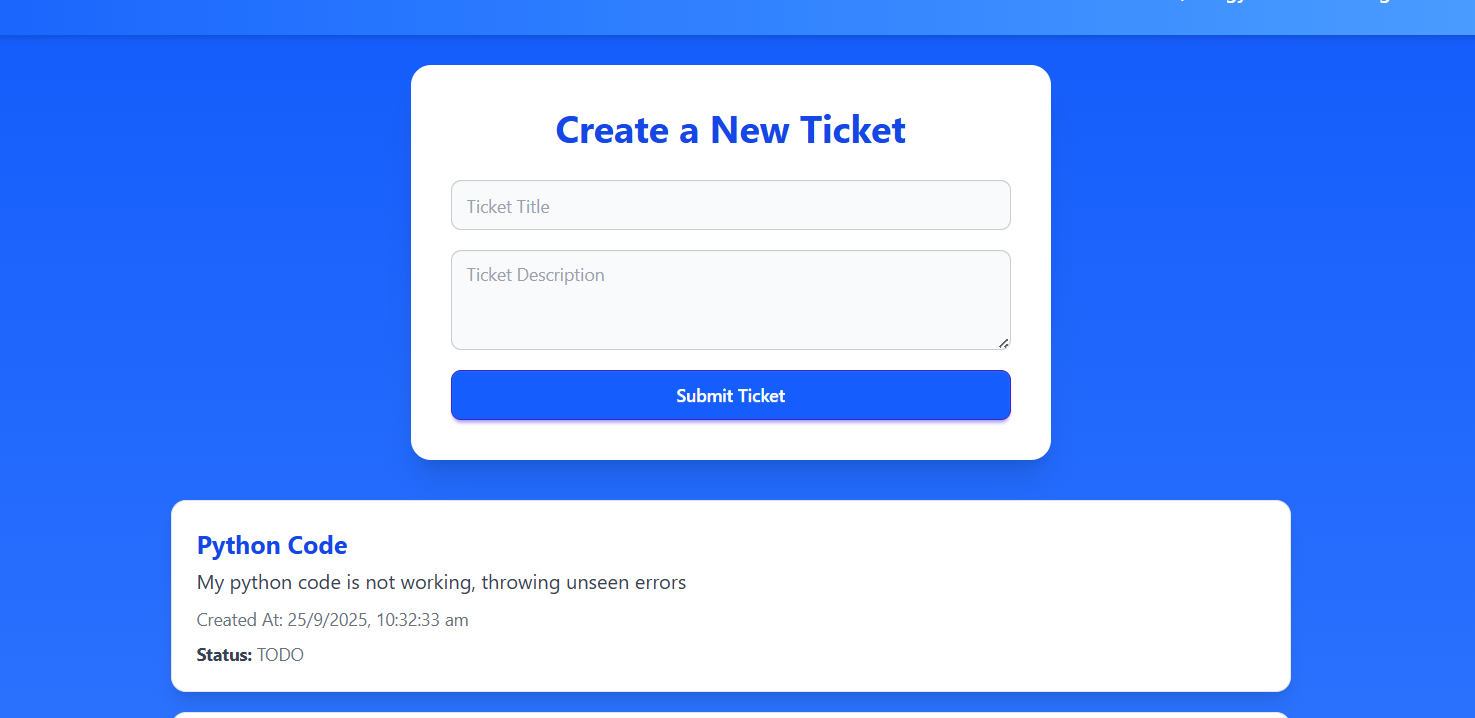 Create a New Ticket
Ticket Title
Ticket Description
Submit Ticket
Python Code
My python code is not working, throwing unseen errors
Created At: 25/9/2025, 10:32:33 am
Status: TODO